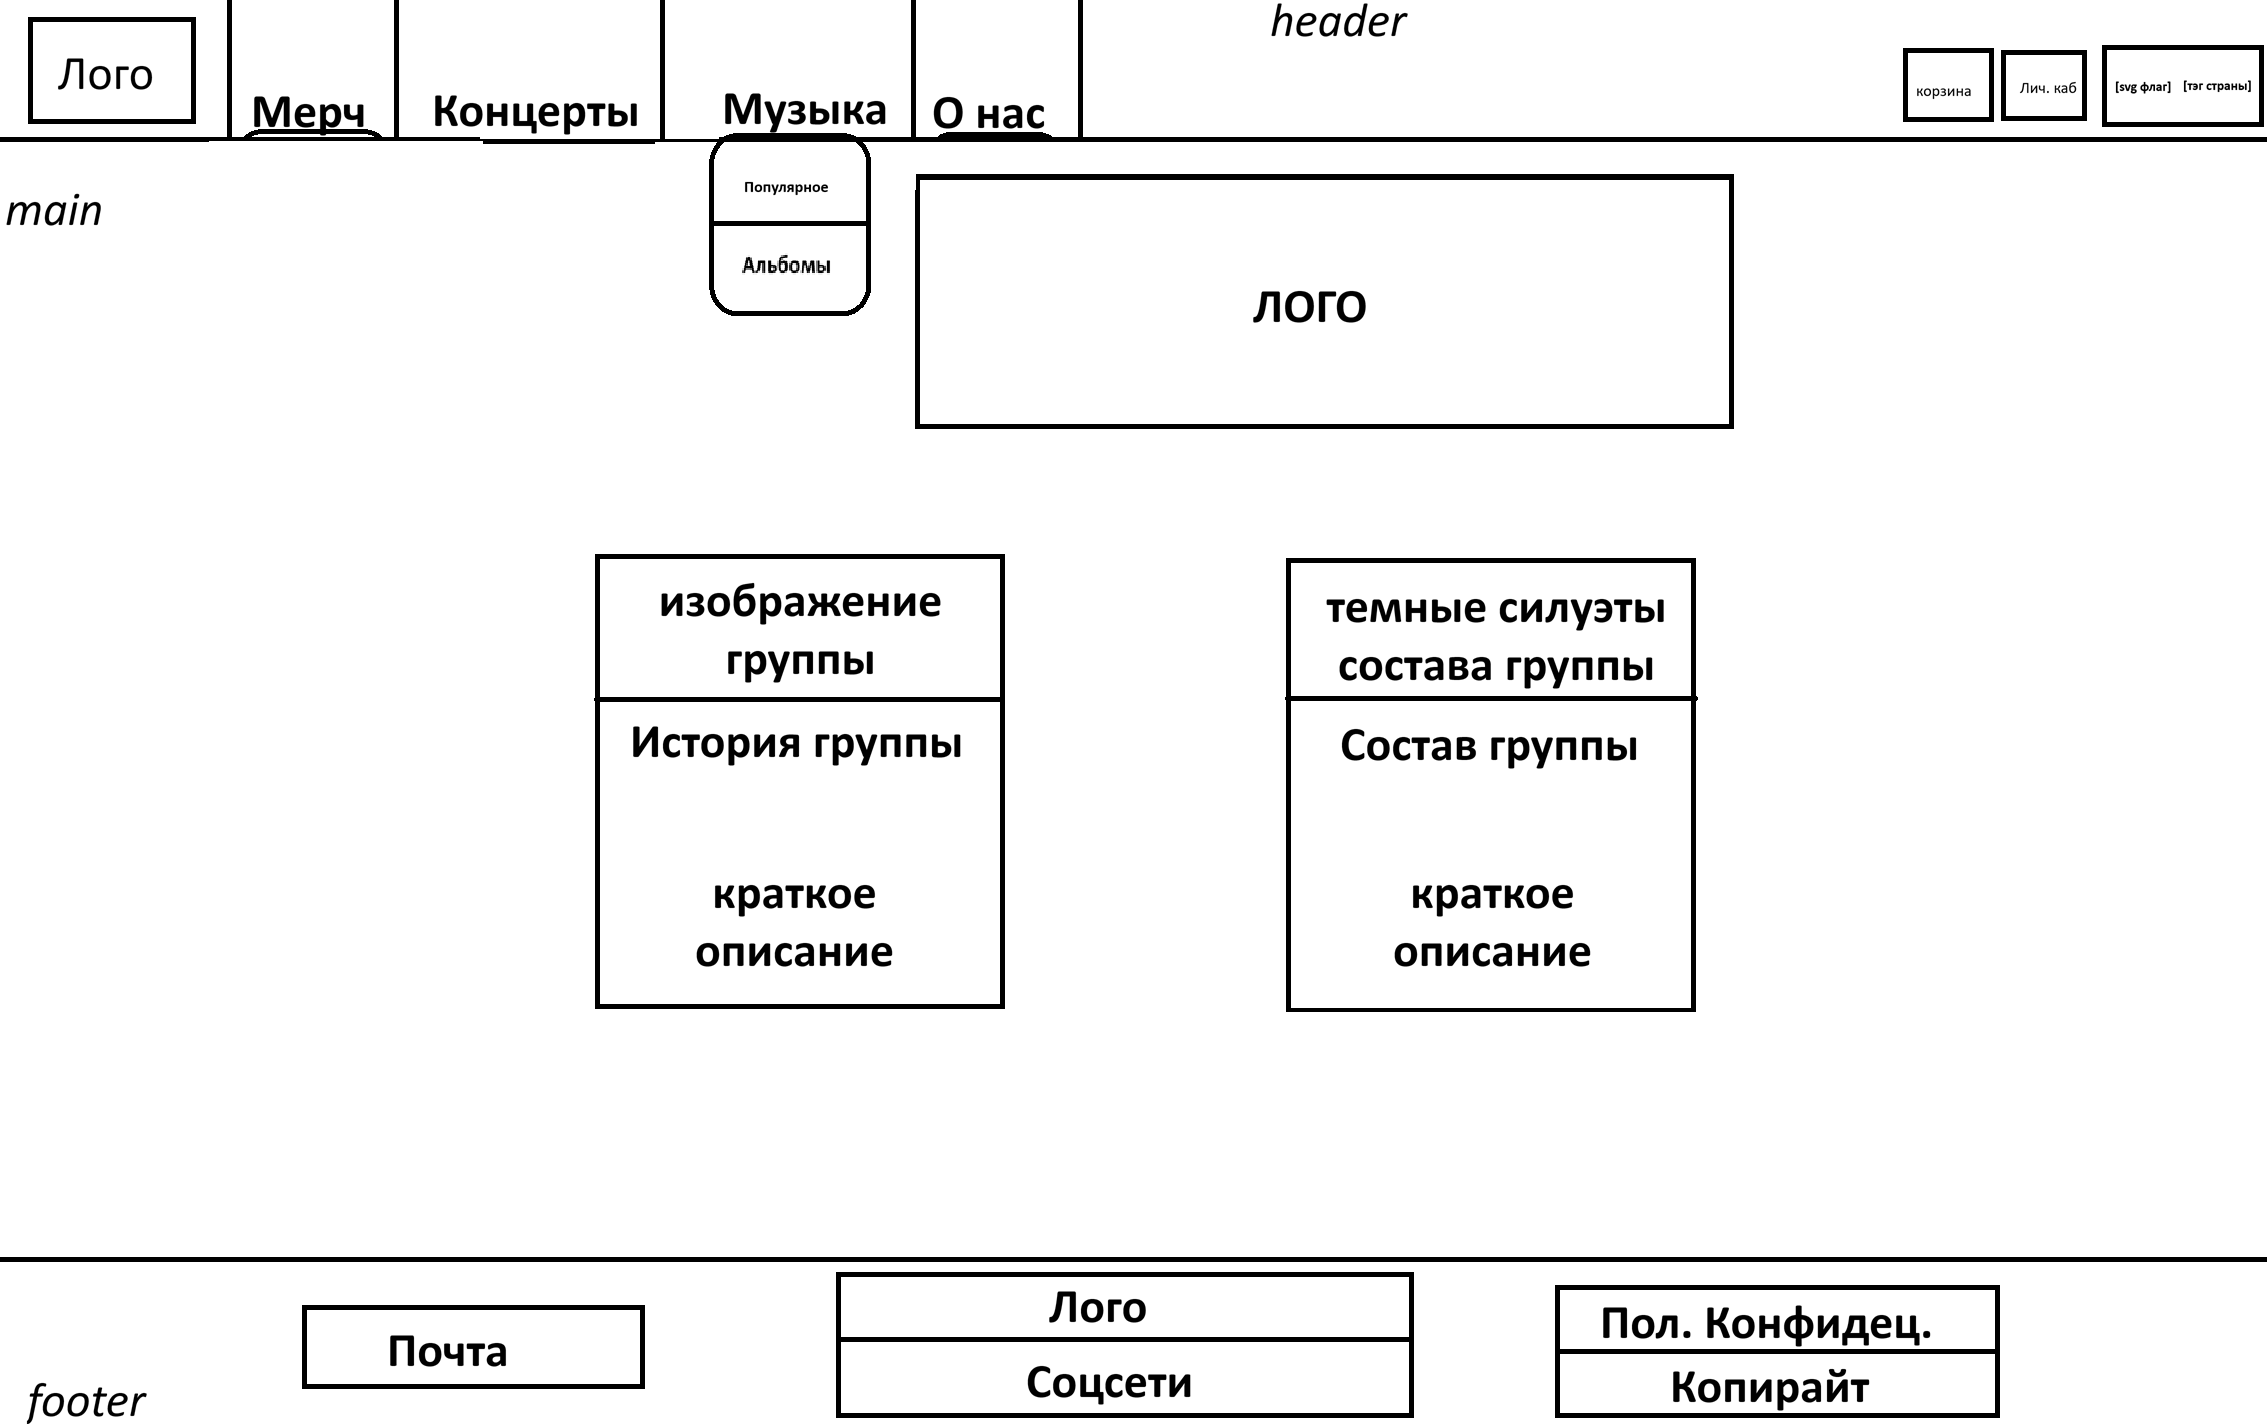 header
Лого
Мерч
Концерты
Музыка
О нас
корзина
Лич. каб
[svg флаг] [тэг страны]
main
Популярное
Альбомы
ЛОГО
изображение
группы
История группы
краткое
описание
темные силуэты
состава группы
Состав группы
краткое
описание
footer
Почта
Лого
Соцсети
Пол. Конфидец.
Копирайт